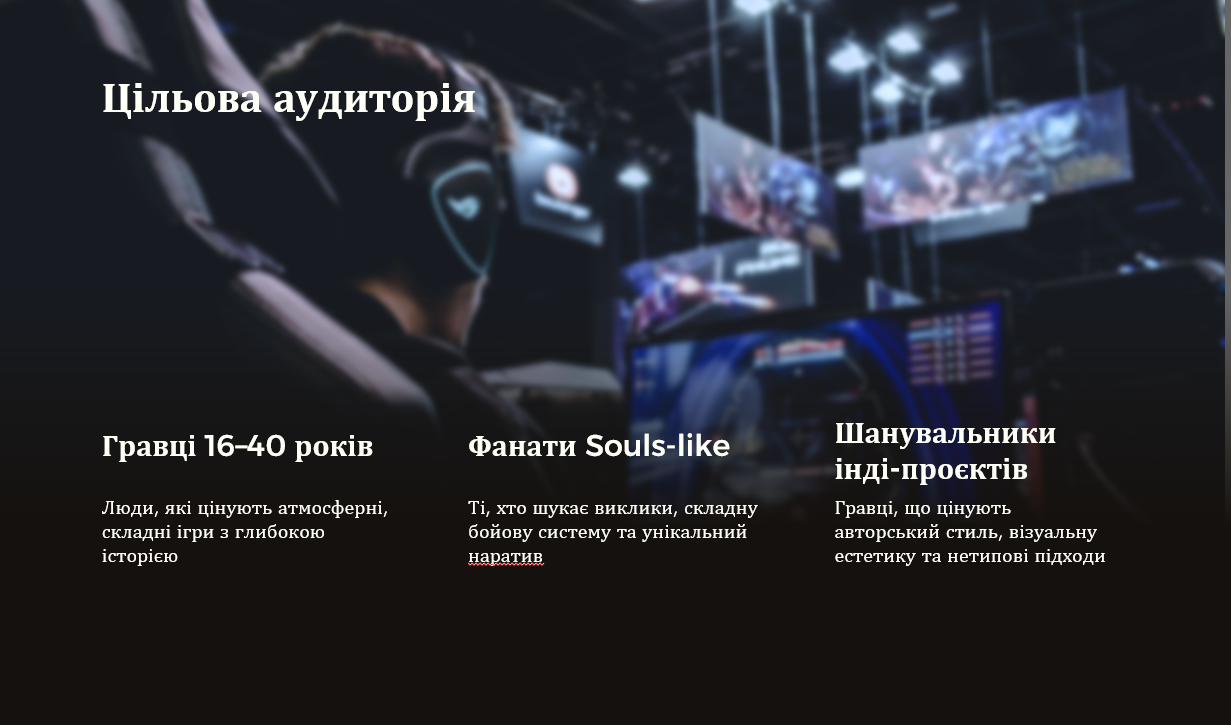 Цільова аудиторія
Гравці 16–40 років
Люди, які цінують атмосферні,
складні ігри з глибокою
історією
Фанати Souls-like
Ті, хто шукає виклики, складну
бойову систему та унікальний
наратив
Шанувальники
інді-проєктів
Гравці, що цінують
авторський стиль, візуальну
естетику та нетипові підходи